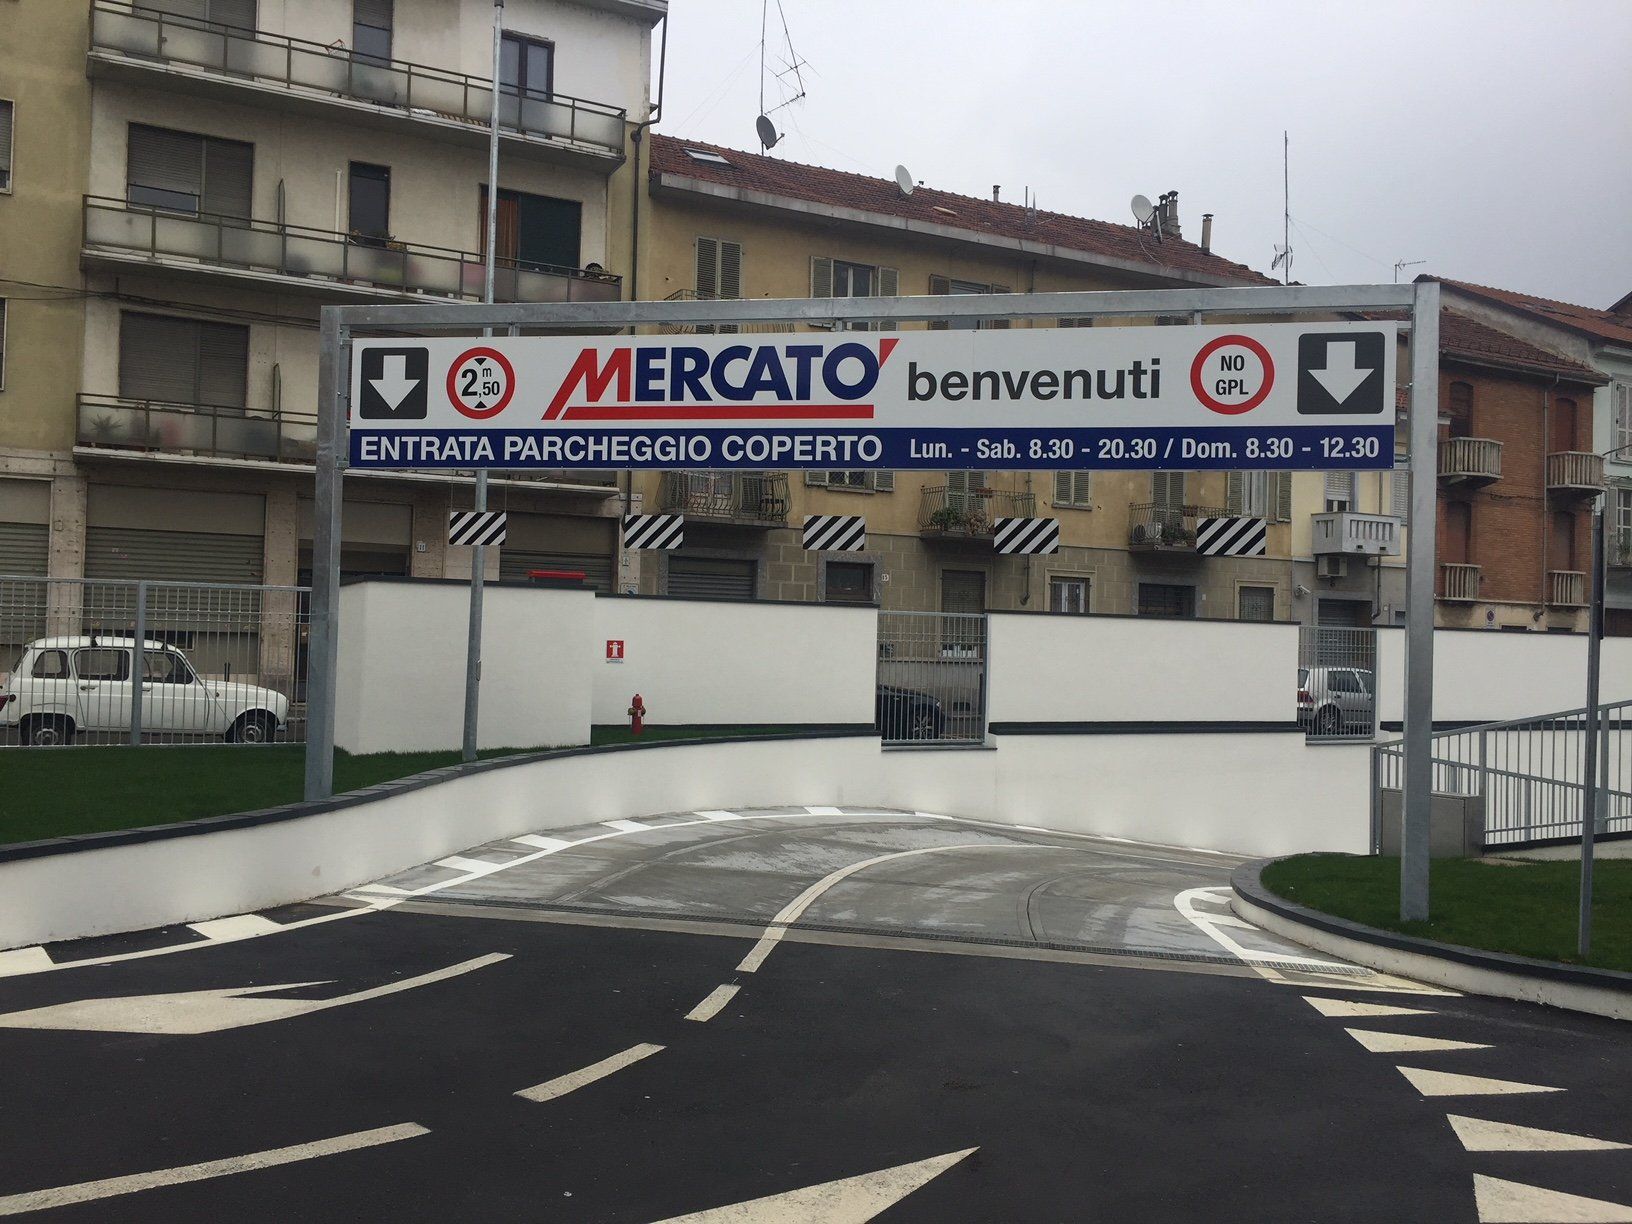 2,50 m
MERCATO' benvenuti
NO
GPL
ENTRATA PARCHEGGIO COPERTO Lun. - Sab. 8.30 - 20.30 / Dom. 8.30 - 12.30